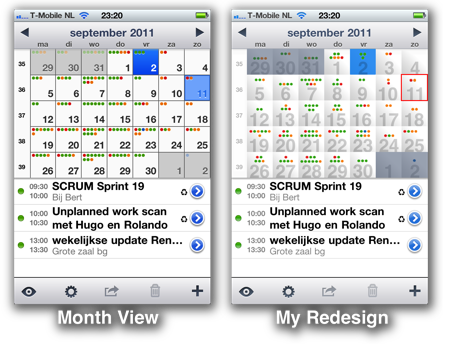 T-Mobile NL 23:20
september 2011
ma di wo do vr za zo
35 29 30 31 1 2 3 4
36 5 6 7 8 9 10 11
37 12 13 14 15 16 17 18
38 19 20 21 22 23 24 25
39 26 27 28 29 30 1 2
09:30 SCRUM Sprint 19
10:00 Bij Bert
10:00 Unplanned work scan
10:30 met Hugo en Rolando
13:00 wekelijkse update Ren…
13:30 Grote zaal bg
Month View
T-Mobile NL 23:20
september 2011
ma di wo do vr za zo
35 29 30 31 1 2 3 4
36 5 6 7 8 9 10 11
37 12 13 14 15 16 17 18
38 19 20 21 22 23 24 25
39 26 27 28 29 30 1 2
09:30 SCRUM Sprint 19
10:00 Bij Bert
10:00 Unplanned work scan
10:30 met Hugo en Rolando
13:00 wekelijkse update Ren…
13:30 Grote zaal bg
My Redesign